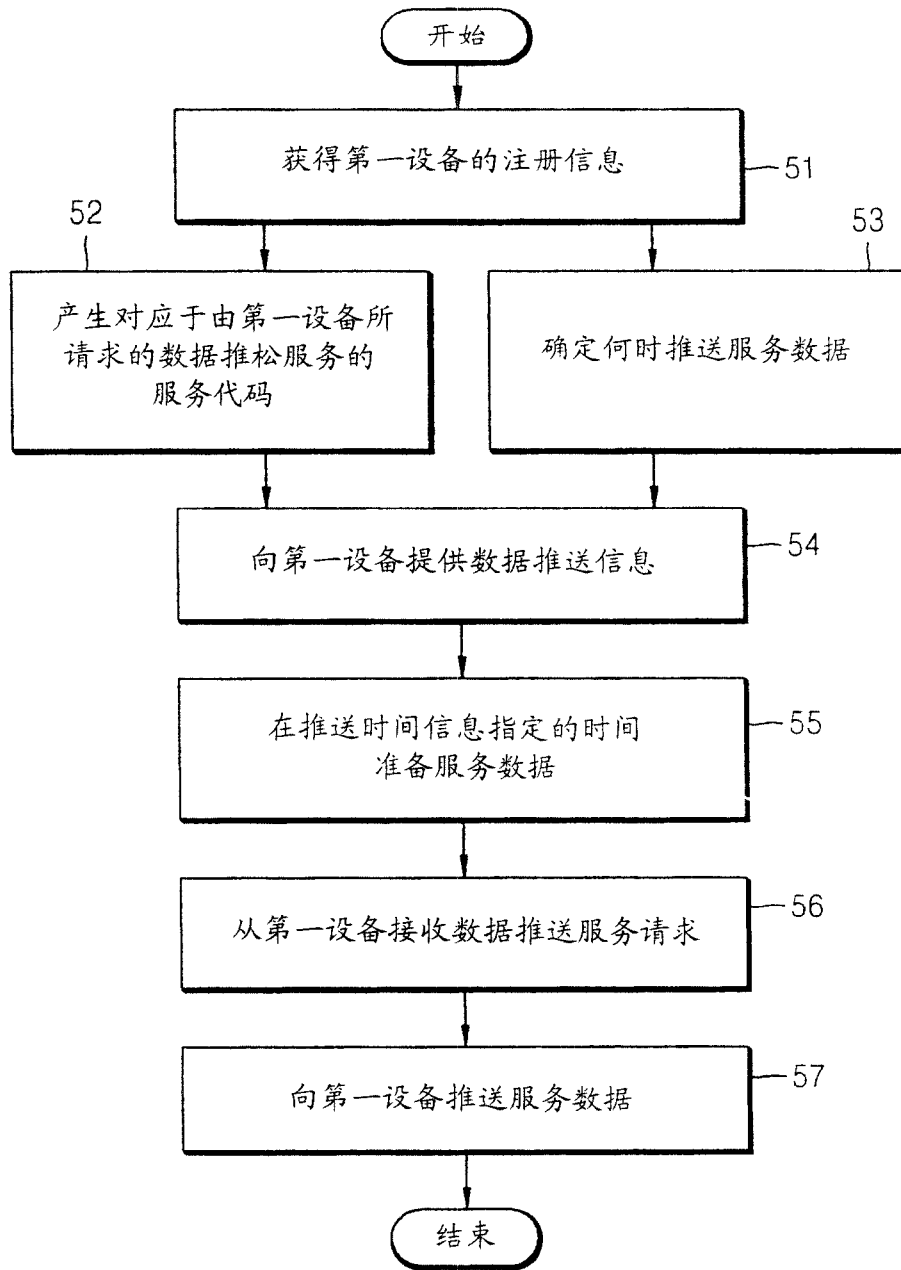 开始
获得第一设备的注册信息
51
52
产生对应于由第一设备所
请求的数据推松服务的
服务代码
53
确定何时推送服务数据
向第一设备提供数据推送信息
54
在推送时间信息指定的时间
准备服务数据
55
从第一设备接收数据推送服务请求
56
向第一设备推送服务数据
57
结束